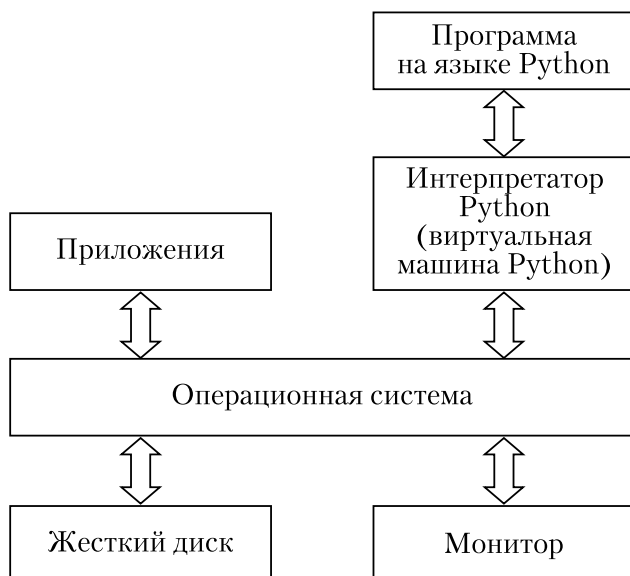 Программа
на языке Python
Интерпретатор
Python
(виртуальная
машина Python)
Приложения
Операционная система
Жесткий диск
Монитор